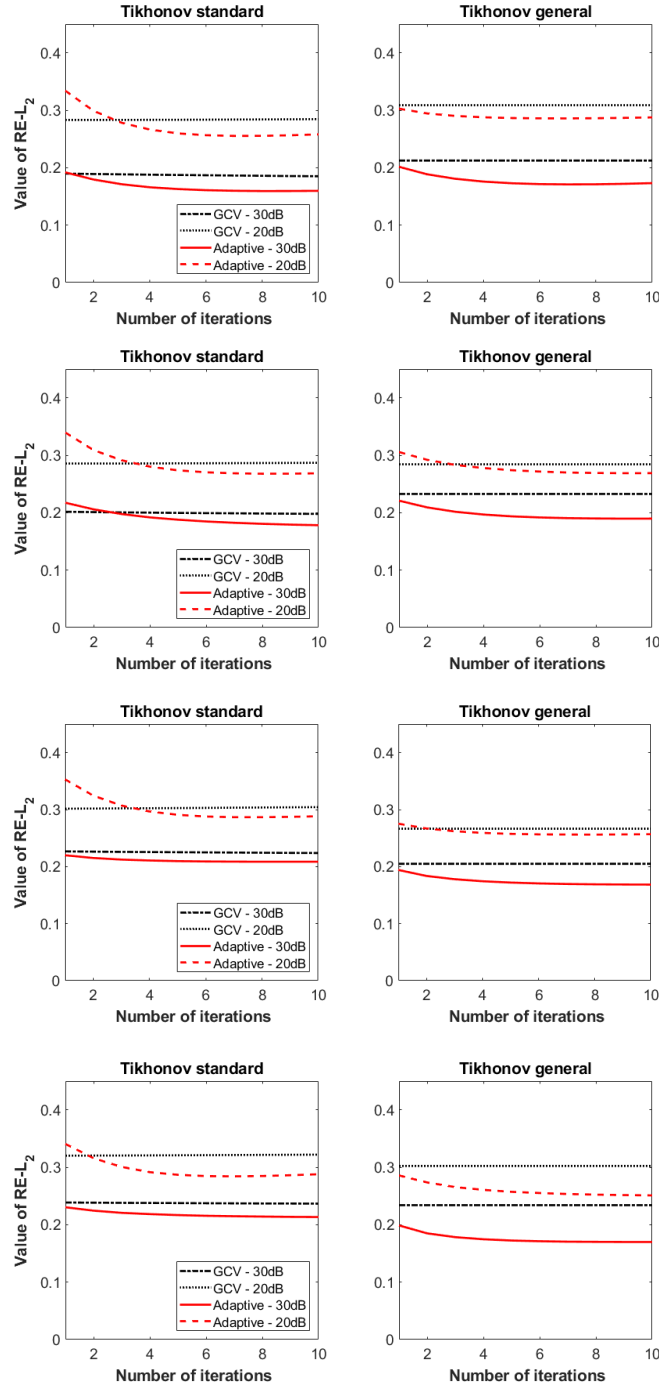 Tikhonov standard
Value of RE-L2
0.4
0.3
0.2
0.1
0
2 4 6 8 10
Number of iterations
GCV - 30dB
GCV - 20dB
Adaptive - 30dB
Adaptive - 20dB
Tikhonov general
0.4
0.3
0.2
0.1
0
2 4 6 8 10
Number of iterations
Tikhonov standard
Value of RE-L2
0.4
0.3
0.2
0.1
0
2 4 6 8 10
Number of iterations
GCV - 30dB
GCV - 20dB
Adaptive - 30dB
Adaptive - 20dB
Tikhonov general
0.4
0.3
0.2
0.1
0
2 4 6 8 10
Number of iterations
Tikhonov standard
Value of RE-L2
0.4
0.3
0.2
0.1
0
2 4 6 8 10
Number of iterations
GCV - 30dB
GCV - 20dB
Adaptive - 30dB
Adaptive - 20dB
Tikhonov general
0.4
0.3
0.2
0.1
0
2 4 6 8 10
Number of iterations
Tikhonov standard
Value of RE-L2
0.4
0.3
0.2
0.1
0
2 4 6 8 10
Number of iterations
GCV - 30dB
GCV - 20dB
Adaptive - 30dB
Adaptive - 20dB
Tikhonov general
0.4
0.3
0.2
0.1
0
2 4 6 8 10
Number of iterations